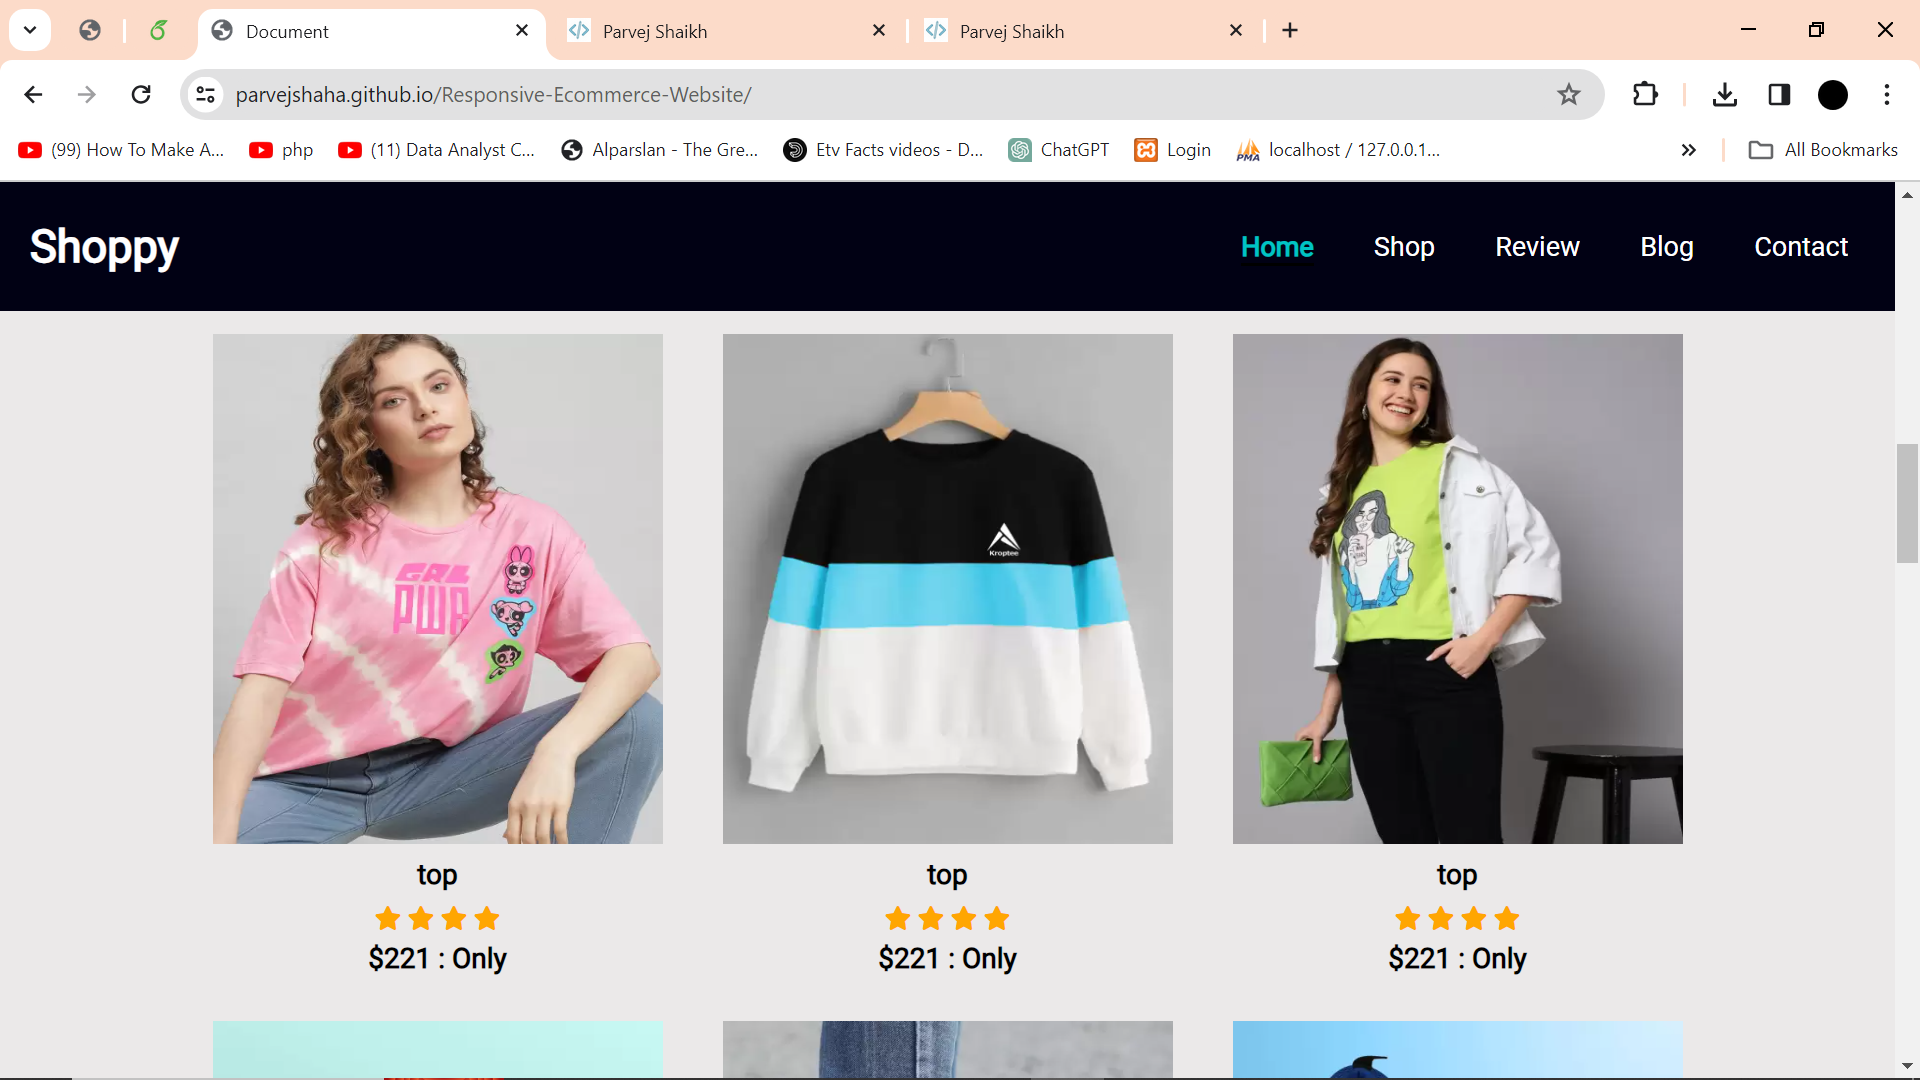 Document
Parvej Shaikh
Parvej Shaikh
parvejshaha.github.io/Responsive-Ecommerce-Website/
(99) How To Make A...
php
(11) Data Analyst C...
Alparslan - The Gre...
Etv Facts videos - D...
ChatGPT
Login
PMA
localhost / 127.0.0.1...
All Bookmarks
Shoppy
Home
Shop
Review
Blog
Contact
GRL
PWR
Kroptee
top
top
top
$221 : Only
$221 : Only
$221 : Only